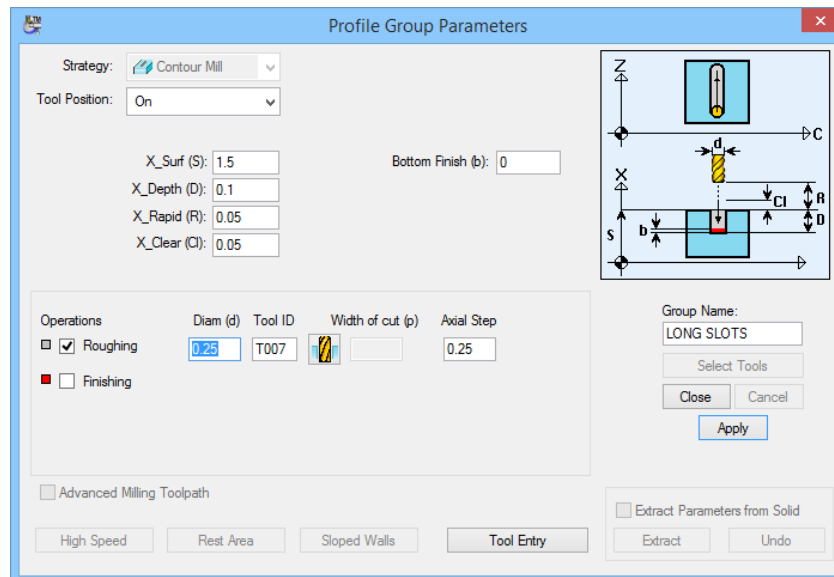 Profile Group Parameters
Strategy: Contour Mill
Tool Position: On
X_Surf (S): 1.5
Bottom Finish (b): 0
X_Depth (D): 0.1
X_Rapid (R): 0.05
X_Clear (Cl): 0.05
Z
C
d
X
Cl
R
D
S
b
Operations Diam (d) Tool ID Width of cut (p) Axial Step
Roughing 0.25 T007 0.25
Finishing
Group Name:
LONG SLOTS
Select Tools
Close Cancel
Apply
Advanced Milling Toolpath
High Speed Rest Area Sloped Walls Tool Entry
Extract Parameters from Solid
Extract Undo